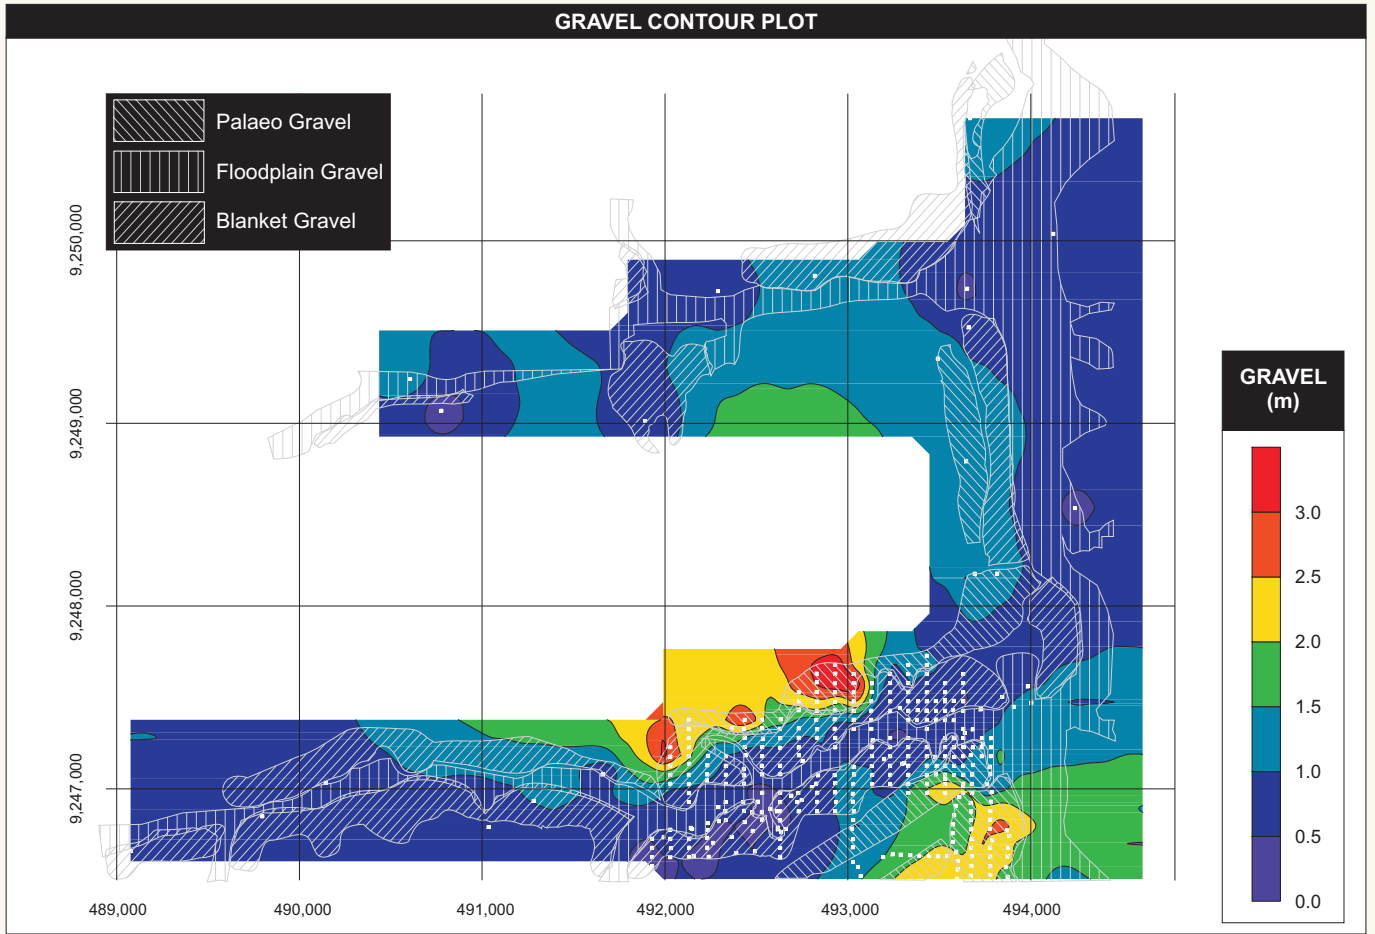 GRAVEL CONTOUR PLOT
Palaeo Gravel
Floodplain Gravel
Blanket Gravel
9,250,000
9,249,000
9,248,000
9,247,000
489,000
490,000
491,000
492,000
493,000
494,000
GRAVEL
(m)
3.0
2.5
2.0
1.5
1.0
0.5
0.0